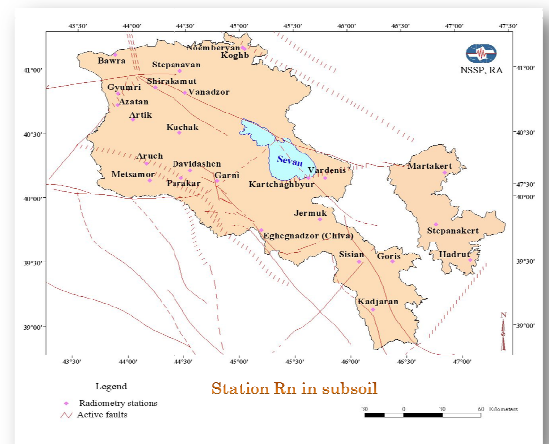 43°30' 44°00' 44°30' 45°00' 45°30' 46°00' 46°30' 47°00' 47°30'
Noemberyan
Koghb
Bawra
NSSP, RA
Stepanavan
41°00' 41°00'
Shirakamut
Gyumri
Vanadzor
Azatan
Artik
Kuchak
40°30' 40°30'
Aruch
Davidashen
Sevan
Vardenis
Martakert
Metsamor
Parakar
Garni
Kartchaghbyur
40°00' 40°00'
Jermuk
Stepanakert
Eghegnadzor (Chiva)
Sisian
Goris
Hadrut
39°30' 39°30'
Kadjaran
N
39°00' 39°00'
43°30' 44°00' 44°30' 45°00' 45°30' 46°00' 46°30' 47°00'
Legend
Station Rn in subsoil
Radiometry stations
Active faults
0 60 Kilometers